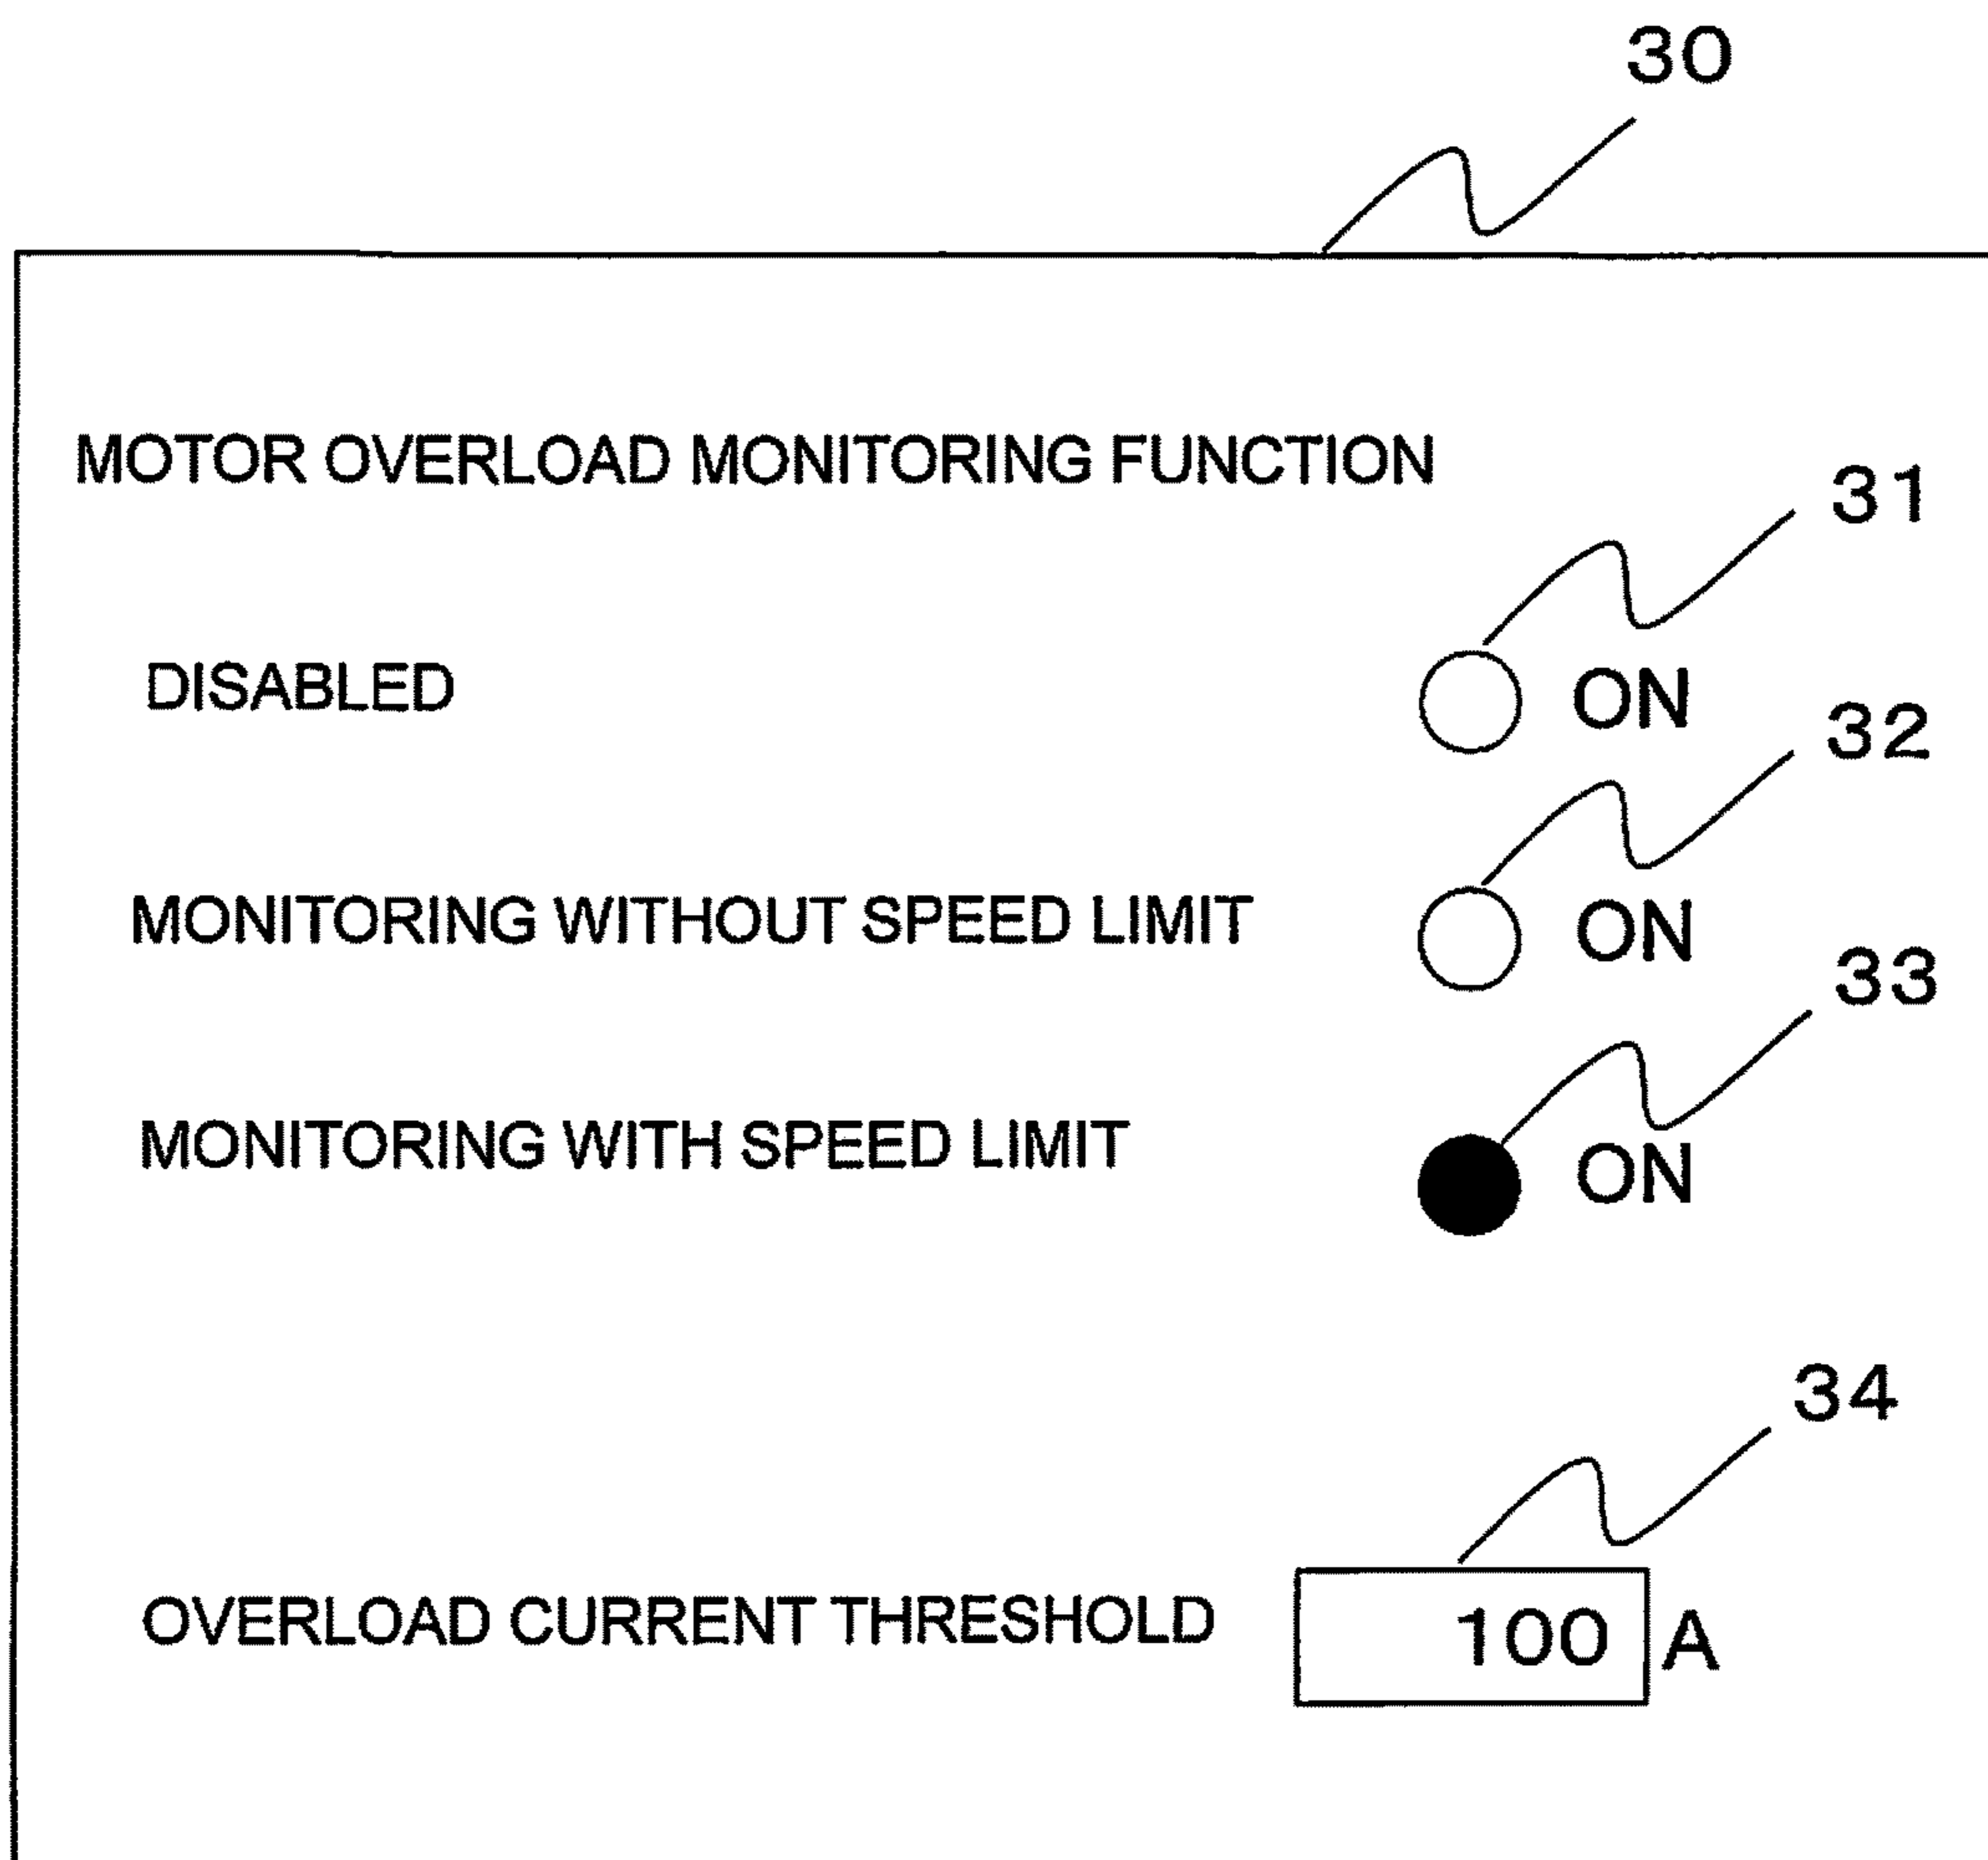 30
MOTOR OVERLOAD MONITORING FUNCTION
31
DISABLED ON
32
MONITORING WITHOUT SPEED LIMIT ON
33
MONITORING WITH SPEED LIMIT ON
34
OVERLOAD CURRENT THRESHOLD 100 A